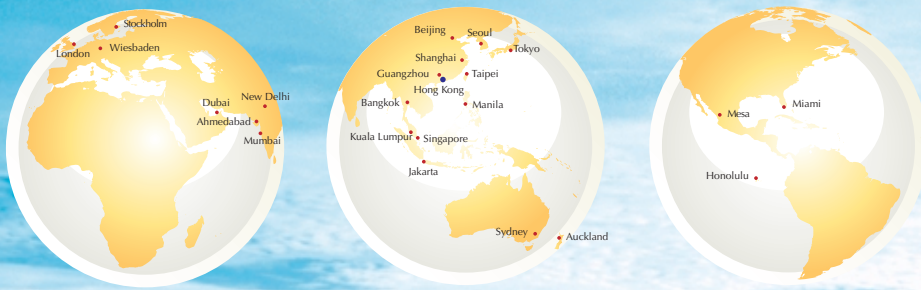 Stockholm
London
Wiesbaden
Dubai
New Delhi
Ahmedabad
Mumbai
Beijing
Seoul
Tokyo
Shanghai
Guangzhou
Taipei
Hong Kong
Bangkok
Manila
Kuala Lumpur
Singapore
Jakarta
Sydney
Auckland
Miami
Mesa
Honolulu